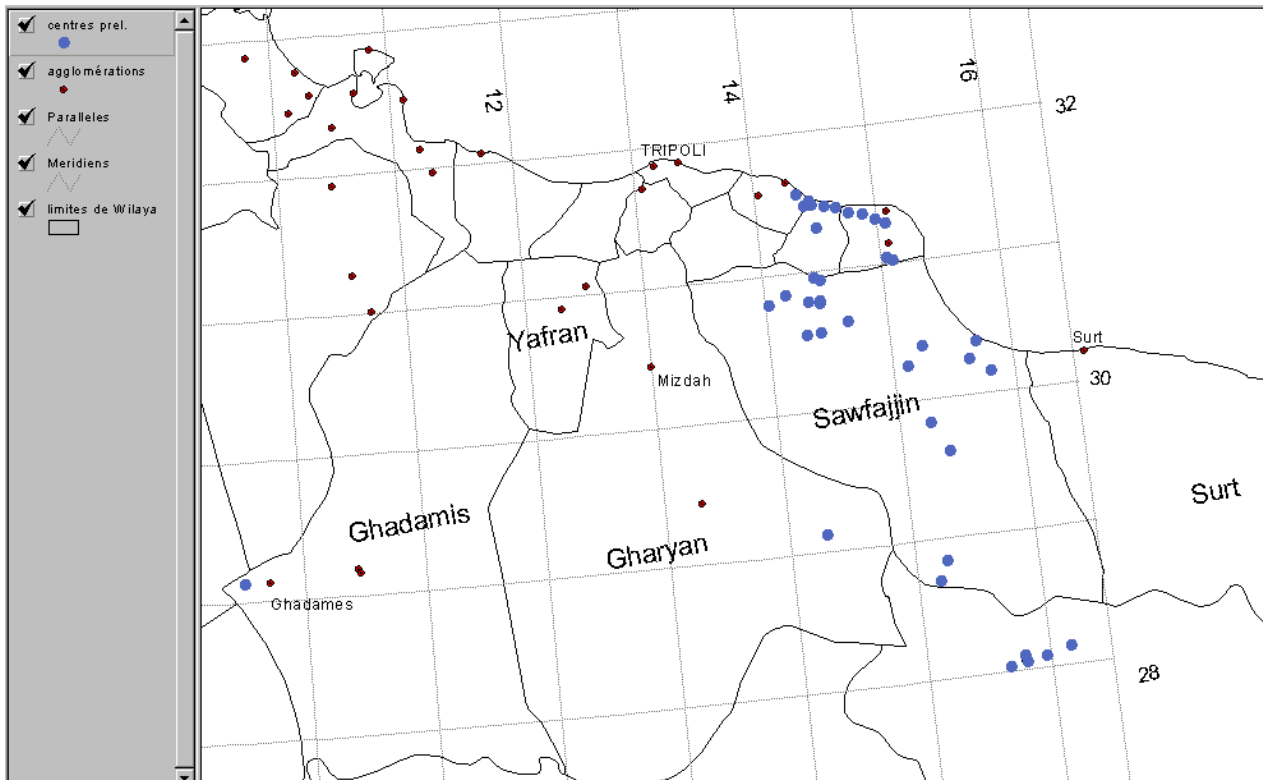 centres prel.
agglomérations
Paralleles
Meridiens
limites de Wilaya
12
14
16
32
TRIPOLI
Surt
30
Yafran
Mizdah
Sawfajjin
Surt
Ghadamis
Gharyan
Ghadames
28